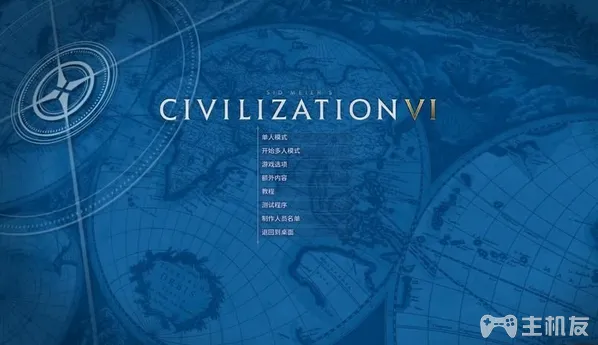 SID MEIER'S
CIVILIZATION VI
单人模式
开始多人模式
游戏选项
额外内容
教程
测试程序
制作人员名单
退回到桌面
主机友